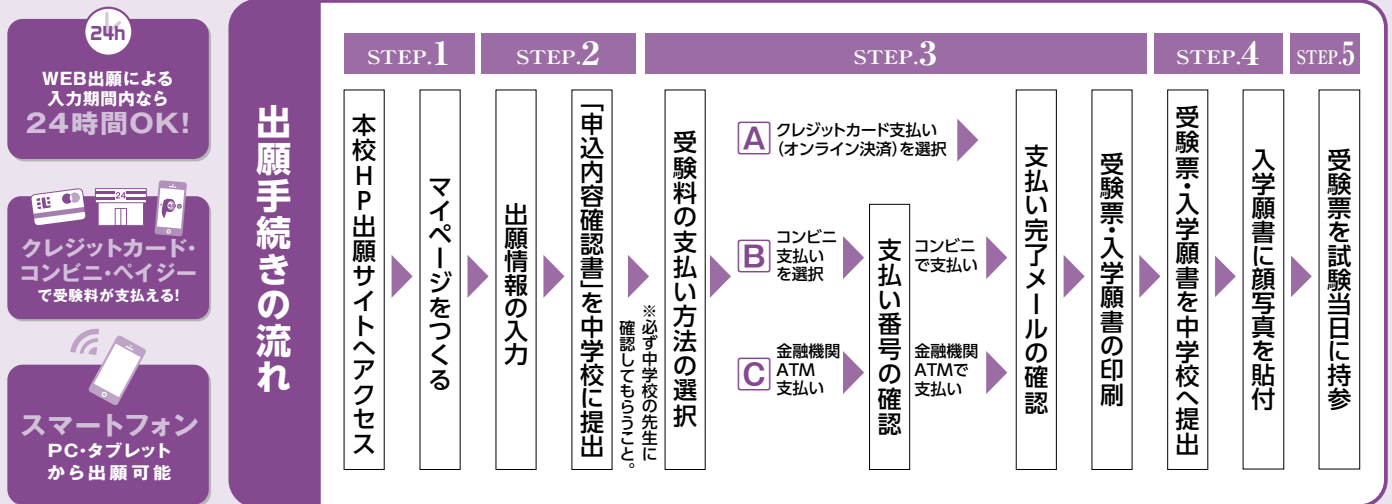 24h
WEB出願による
入力期間内なら
24時間OK!
24
クレジットカード・
コンビニ・ペイジー
で受験料が支払える!
スマートフォン
PC・タブレット
から出願可能
出願手続きの流れ
STEP.1
本校HP出願サイトへアクセス
マイページをつくる
STEP.2
出願情報の入力
「申込内容確認書」を中学校に提出
※必ず中学校の先生に
確認してもらうこと。
STEP.3
受験料の支払い方法の選択
A
クレジットカード支払い
(オンライン決済)を選択
B
コンビニ
支払い
を選択
C
金融機関
ATM
支払い
支払い番号の確認
コンビニ
で支払い
金融機関
ATMで
支払い
支払い完了メールの確認
受験票・入学願書の印刷
STEP.4
受験票・入学願書を中学校へ提出
入学願書に顔写真を貼付
STEP.5
受験票を試験当日に持参